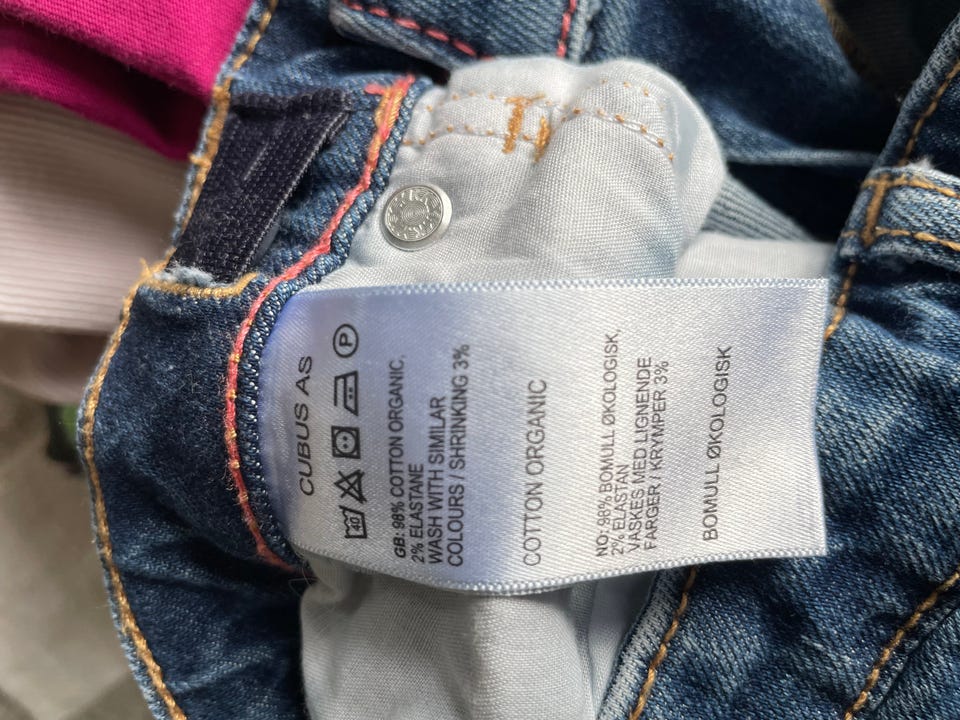 CUBUS AS
40 P
GB: 98% COTTON ORGANIC,
2% ELASTANE
WASH WITH SIMILAR
COLOURS / SHRINKING 3%
COTTON ORGANIC
NO: 98% BOMULL ØKOLOGISK,
2% ELASTAN
VASKES MED LIGNENDE
FARGER / KRYMPER 3%
BOMULL ØKOLOGISK